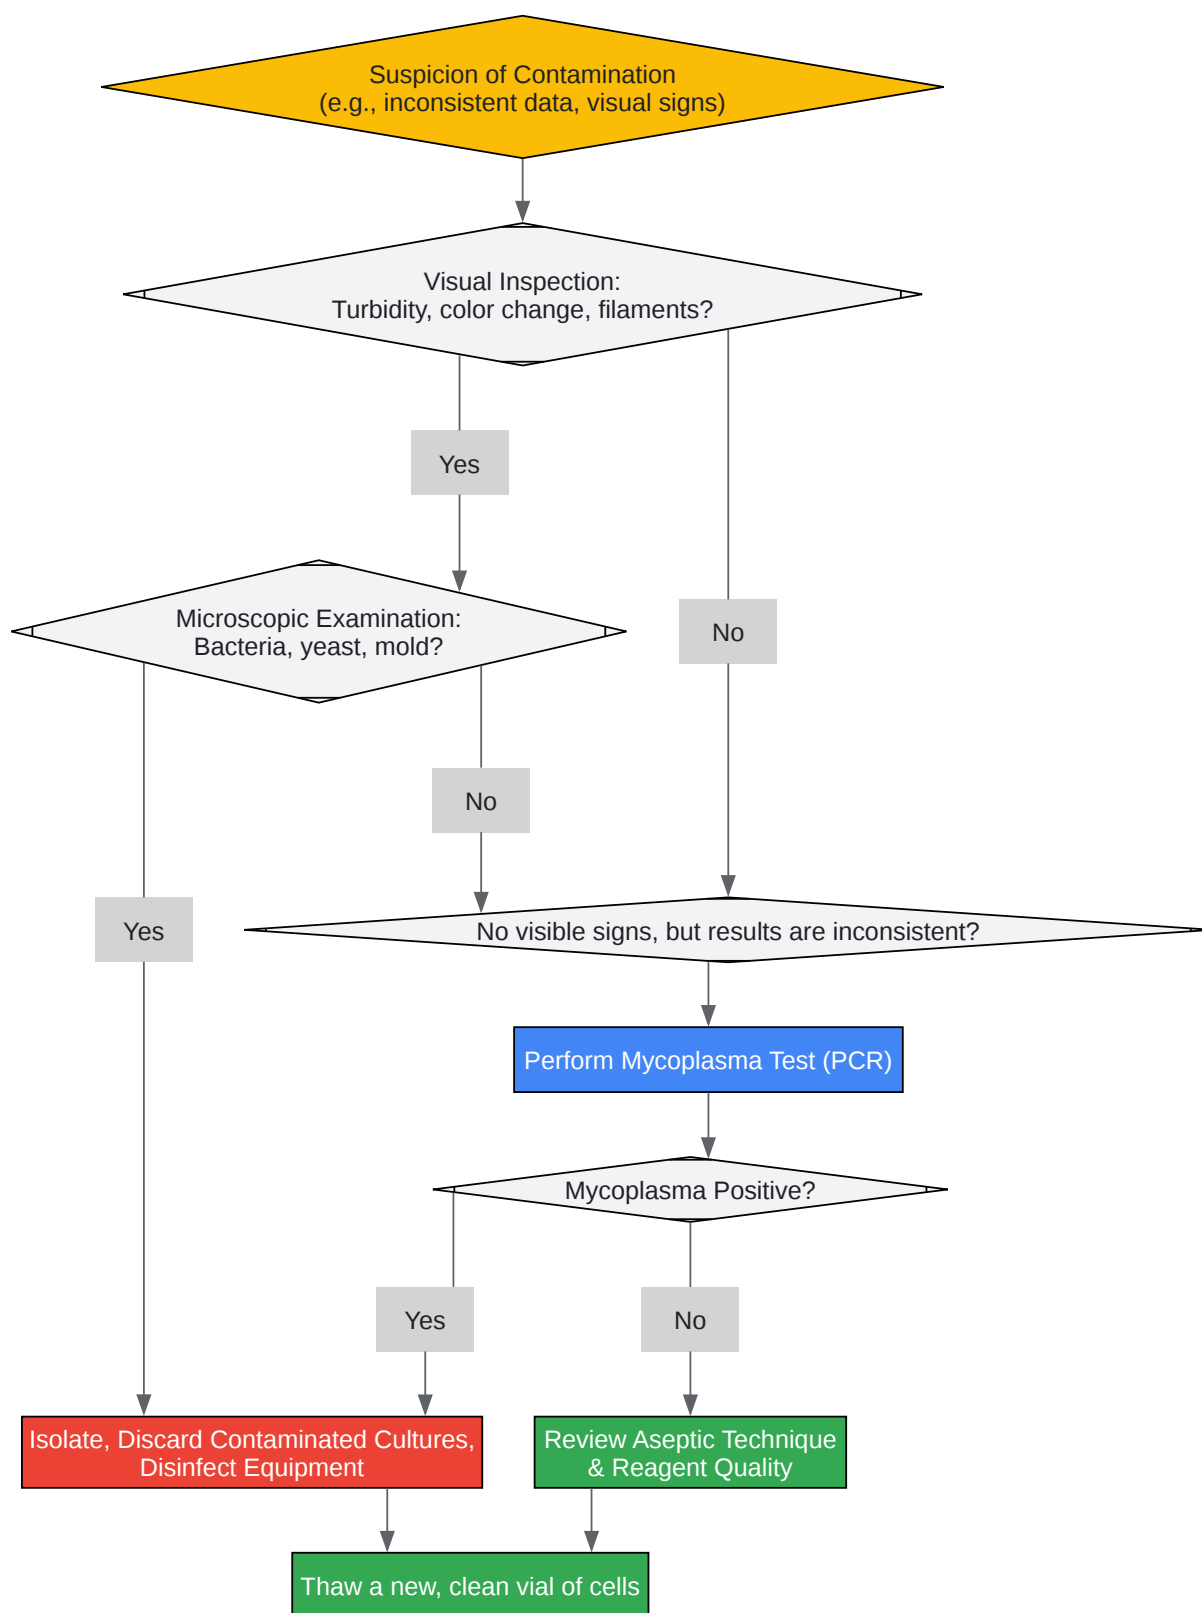 Suspicion of Contamination
(e.g., inconsistent data, visual signs)
Visual Inspection:
Turbidity, color change, filaments?
Yes
Microscopic Examination:
Bacteria, yeast, mold?
No
No
Yes
No visible signs, but results are inconsistent?
Perform Mycoplasma Test (PCR)
Mycoplasma Positive?
Yes
No
Isolate, Discard Contaminated Cultures,
Disinfect Equipment
Review Aseptic Technique
& Reagent Quality
Thaw a new, clean vial of cells